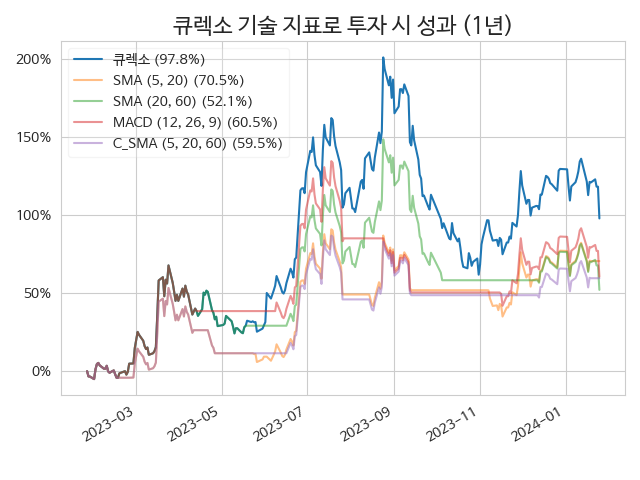 큐렉소 기술 지표로 투자 시 성과 (1년)
큐렉소 (97.8%)
SMA (5, 20) (70.5%)
SMA (20, 60) (52.1%)
MACD (12, 26, 9) (60.5%)
C_SMA (5, 20, 60) (59.5%)
200%
150%
100%
50%
0%
2023-03
2023-05
2023-07
2023-09
2023-11
2024-01